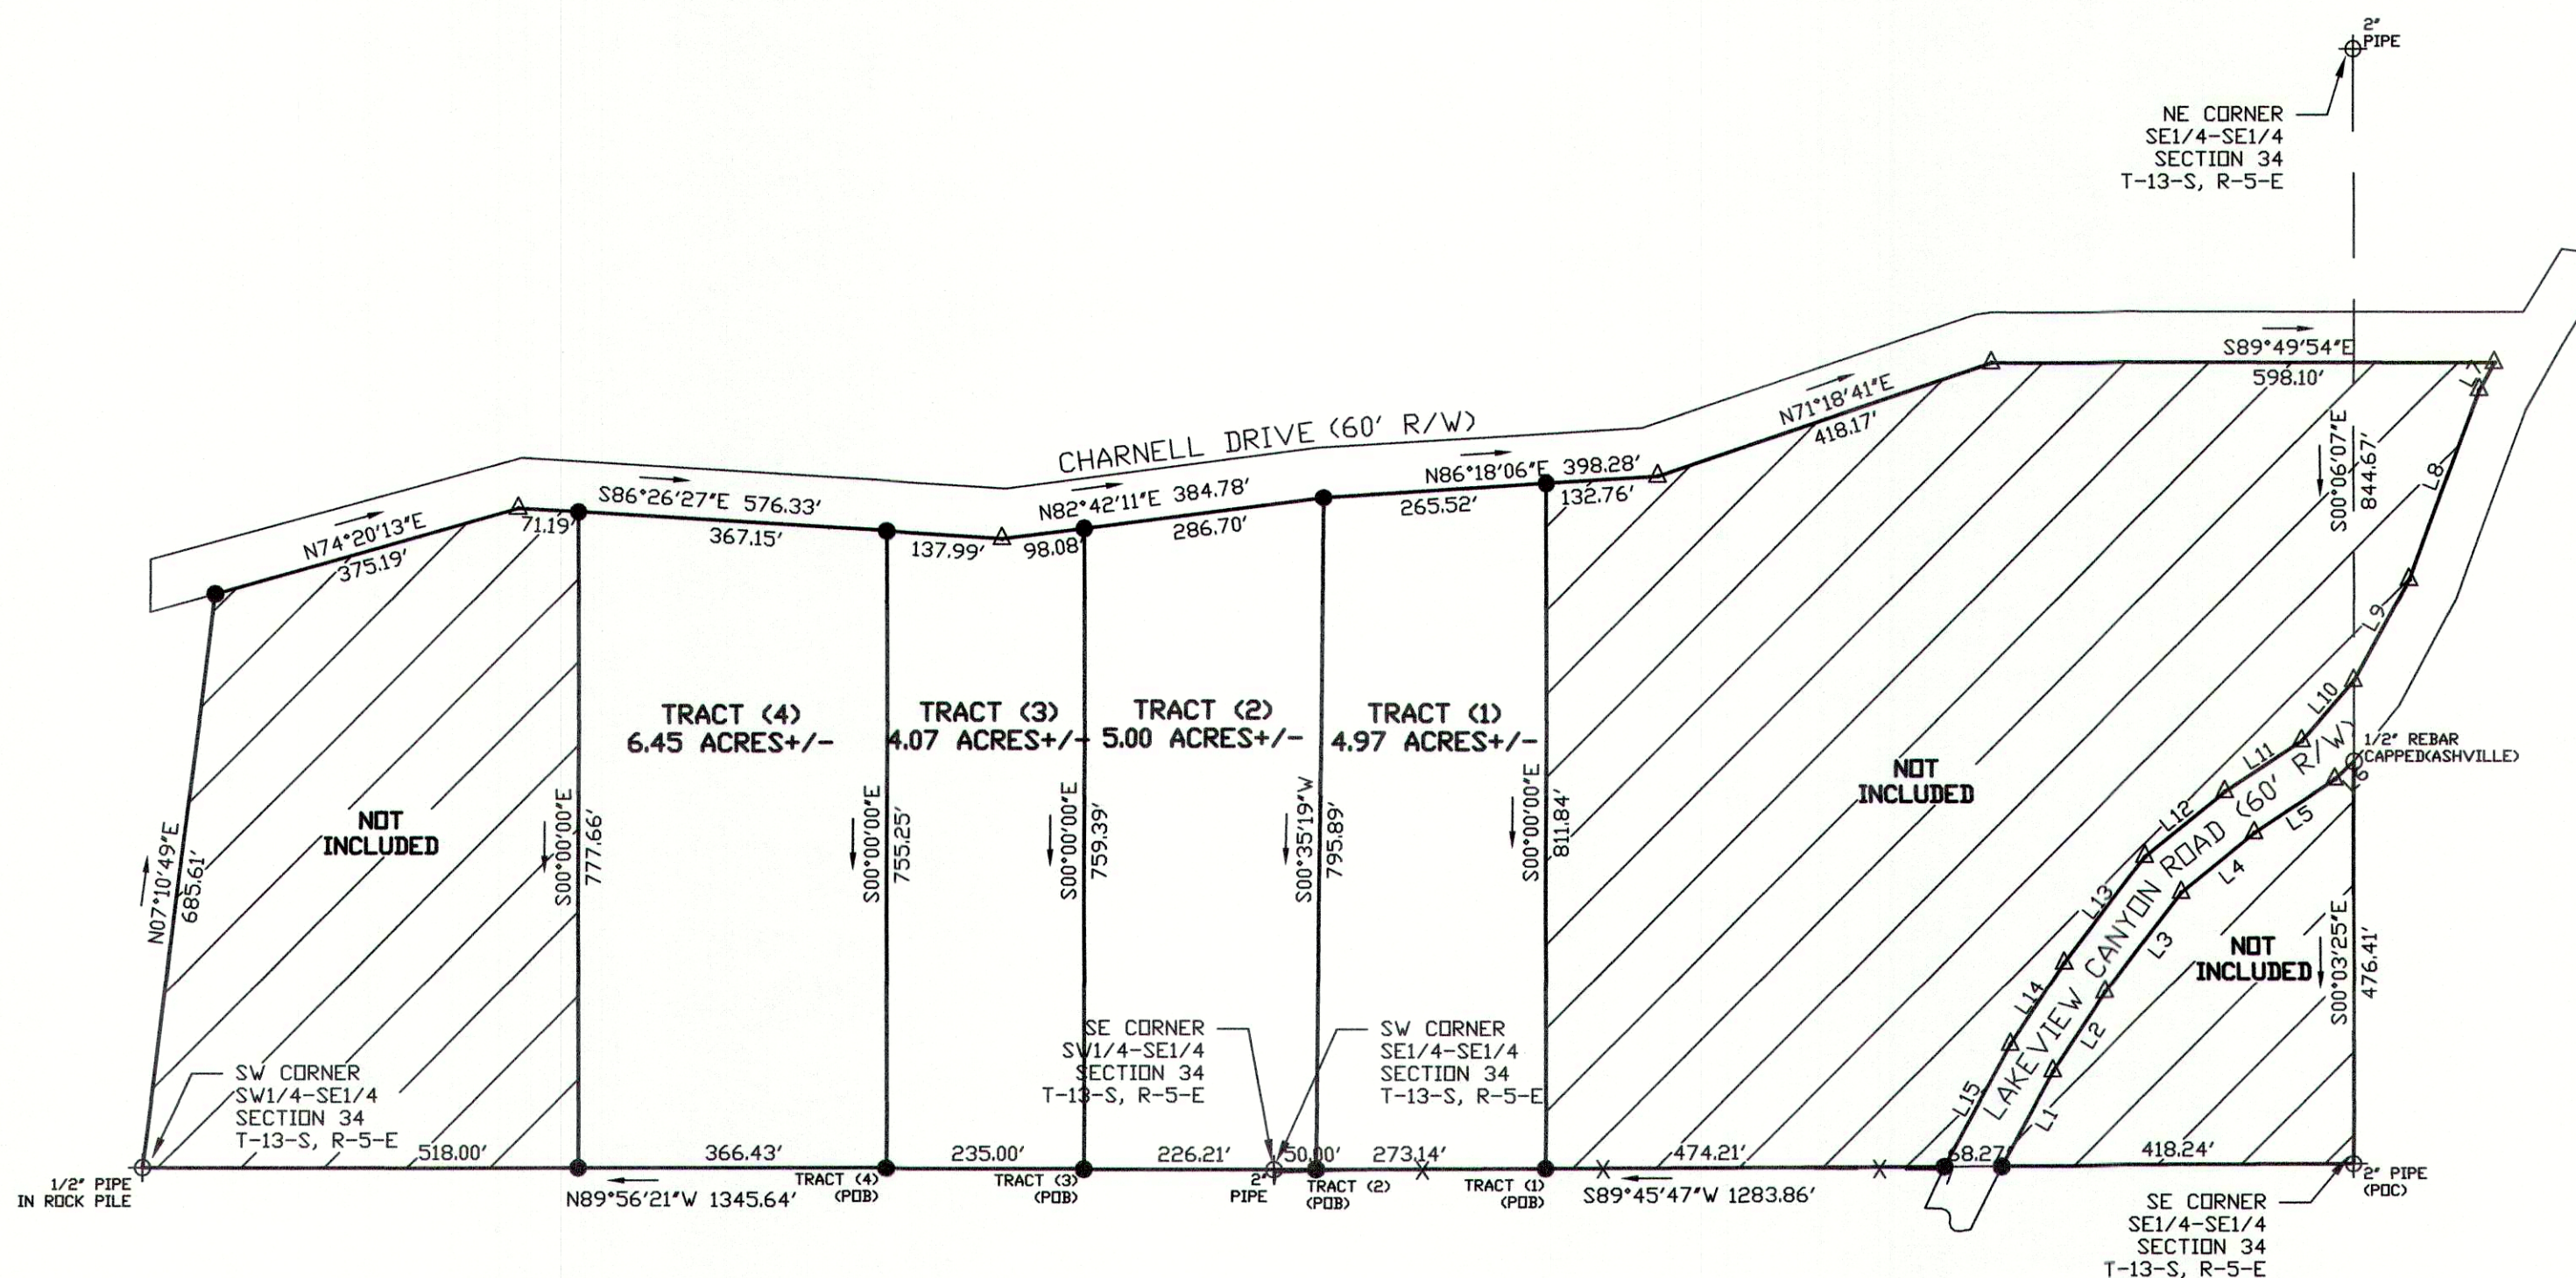 2" PIPE
NE CORNER
SE1/4-SE1/4
SECTION 34
T-13-S, R-5-E
S89°49'54"E
598.10'
L7
N71°18'41"E
418.17'
CHARNELL DRIVE (60' R/W)
S00°06'07"E
844.67'
L8
N86°18'06"E 398.28'
265.52'
132.76'
N82°42'11"E 384.78'
98.08'
286.70'
S86°26'27"E 576.33'
71.19'
367.15'
137.99'
N74°20'13"E
375.19'
L9
L10
TRACT (4)
6.45 ACRES+/-
TRACT (3)
4.07 ACRES+/-
TRACT (2)
5.00 ACRES+/-
TRACT (1)
4.97 ACRES+/-
1/2" REBAR
CAPPED(ASHVILLE)
L11
L6
NOT
INCLUDED
NOT
INCLUDED
L12
L5
L4
LAKEVIEW CANYON ROAD (60' R/W)
N07°10'49"E
685.61'
S00°00'00"E
777.66'
S00°00'00"E
755.25'
S00°00'00"E
759.39'
S00°35'19"W
795.89'
S00°00'00"E
811.84'
L13
L3
NOT
INCLUDED
S00°03'25"E
476.41'
L14
L2
L15
L1
SE CORNER
SW1/4-SE1/4
SECTION 34
T-13-S, R-5-E
SW CORNER
SE1/4-SE1/4
SECTION 34
T-13-S, R-5-E
SW CORNER
SW1/4-SE1/4
SECTION 34
T-13-S, R-5-E
518.00'
366.43'
235.00'
226.21'
50.00'
273.14'
474.21'
68.27'
418.24'
1/2" PIPE
IN ROCK PILE
N89°56'21"W 1345.64'
TRACT (4)
(POB)
TRACT (3)
(POB)
2"
PIPE
TRACT (2)
(POB)
TRACT (1)
(POB)
S89°45'47"W 1283.86'
2" PIPE
(POC)
SE CORNER
SE1/4-SE1/4
SECTION 34
T-13-S, R-5-E